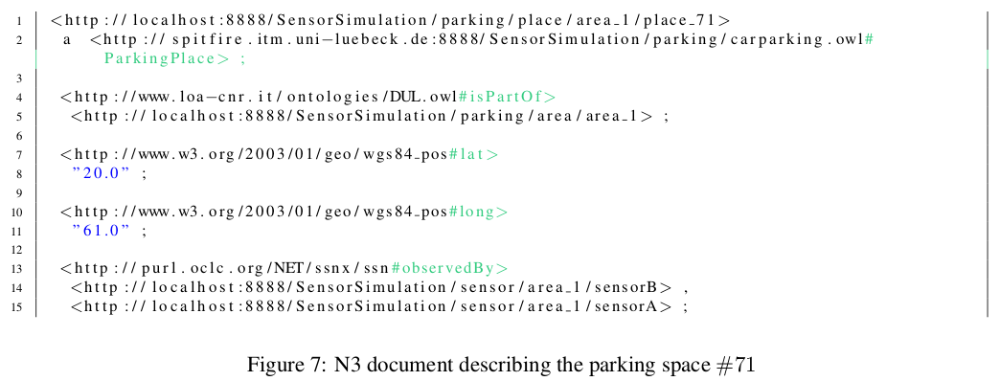 1 <http://localhost:8888/SensorSimulation/parking/place/area_1/place_71>
2 a <http://spitfire.itm.uni-luebeck.de:8888/SensorSimulation/parking/carparking.owl#
ParkingPlace> ;
3
4 <http://www.loa-cnr.it/ontologies/DUL.owl#isPartOf>
5 <http://localhost:8888/SensorSimulation/parking/area/area_1> ;
6
7 <http://www.w3.org/2003/01/geo/wgs84_pos#lat>
8 "20.0" ;
9
10 <http://www.w3.org/2003/01/geo/wgs84_pos#long>
11 "61.0" ;
12
13 <http://purl.oclc.org/NET/ssnx/ssn#observedBy>
14 <http://localhost:8888/SensorSimulation/sensor/area_1/sensorB> ,
15 <http://localhost:8888/SensorSimulation/sensor/area_1/sensorA> ;
Figure 7: N3 document describing the parking space #71